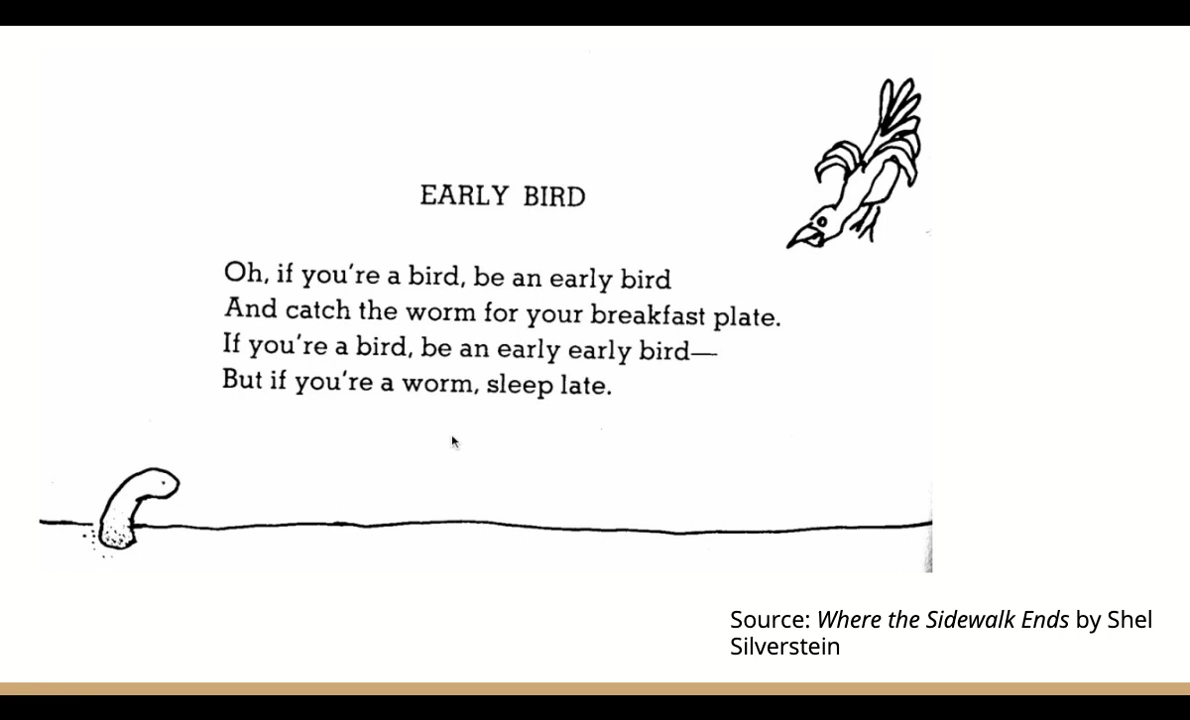 EARLY BIRD
Oh, if you're a bird, be an early bird
And catch the worm for your breakfast plate.
If you're a bird, be an early early bird—
But if you're a worm, sleep late.
Source: Where the Sidewalk Ends by Shel
Silverstein